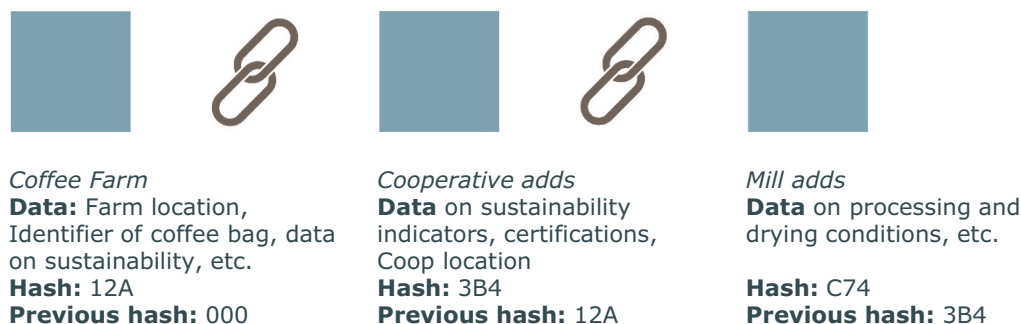 Coffee Farm
Data: Farm location,
Identifier of coffee bag, data
on sustainability, etc.
Hash: 12A
Previous hash: 000
Cooperative adds
Data on sustainability
indicators, certifications,
Coop location
Hash: 3B4
Previous hash: 12A
Mill adds
Data on processing and
drying conditions, etc.
Hash: C74
Previous hash: 3B4